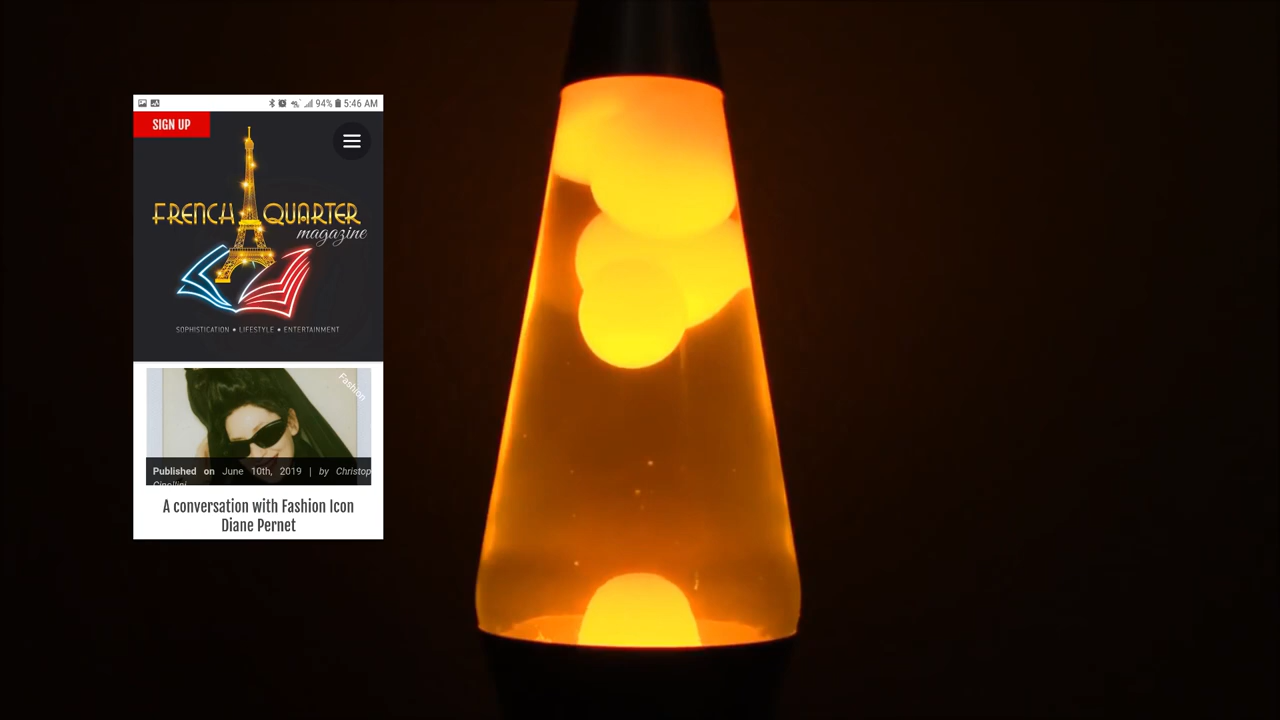 94% 5:46 AM
SIGN UP
FRENCH QUARTER
magazine
SOPHISTICATION • LIFESTYLE • ENTERTAINMENT
Fashion
Published on June 10th, 2019 | by Christop
A conversation with Fashion Icon
Diane Pernet